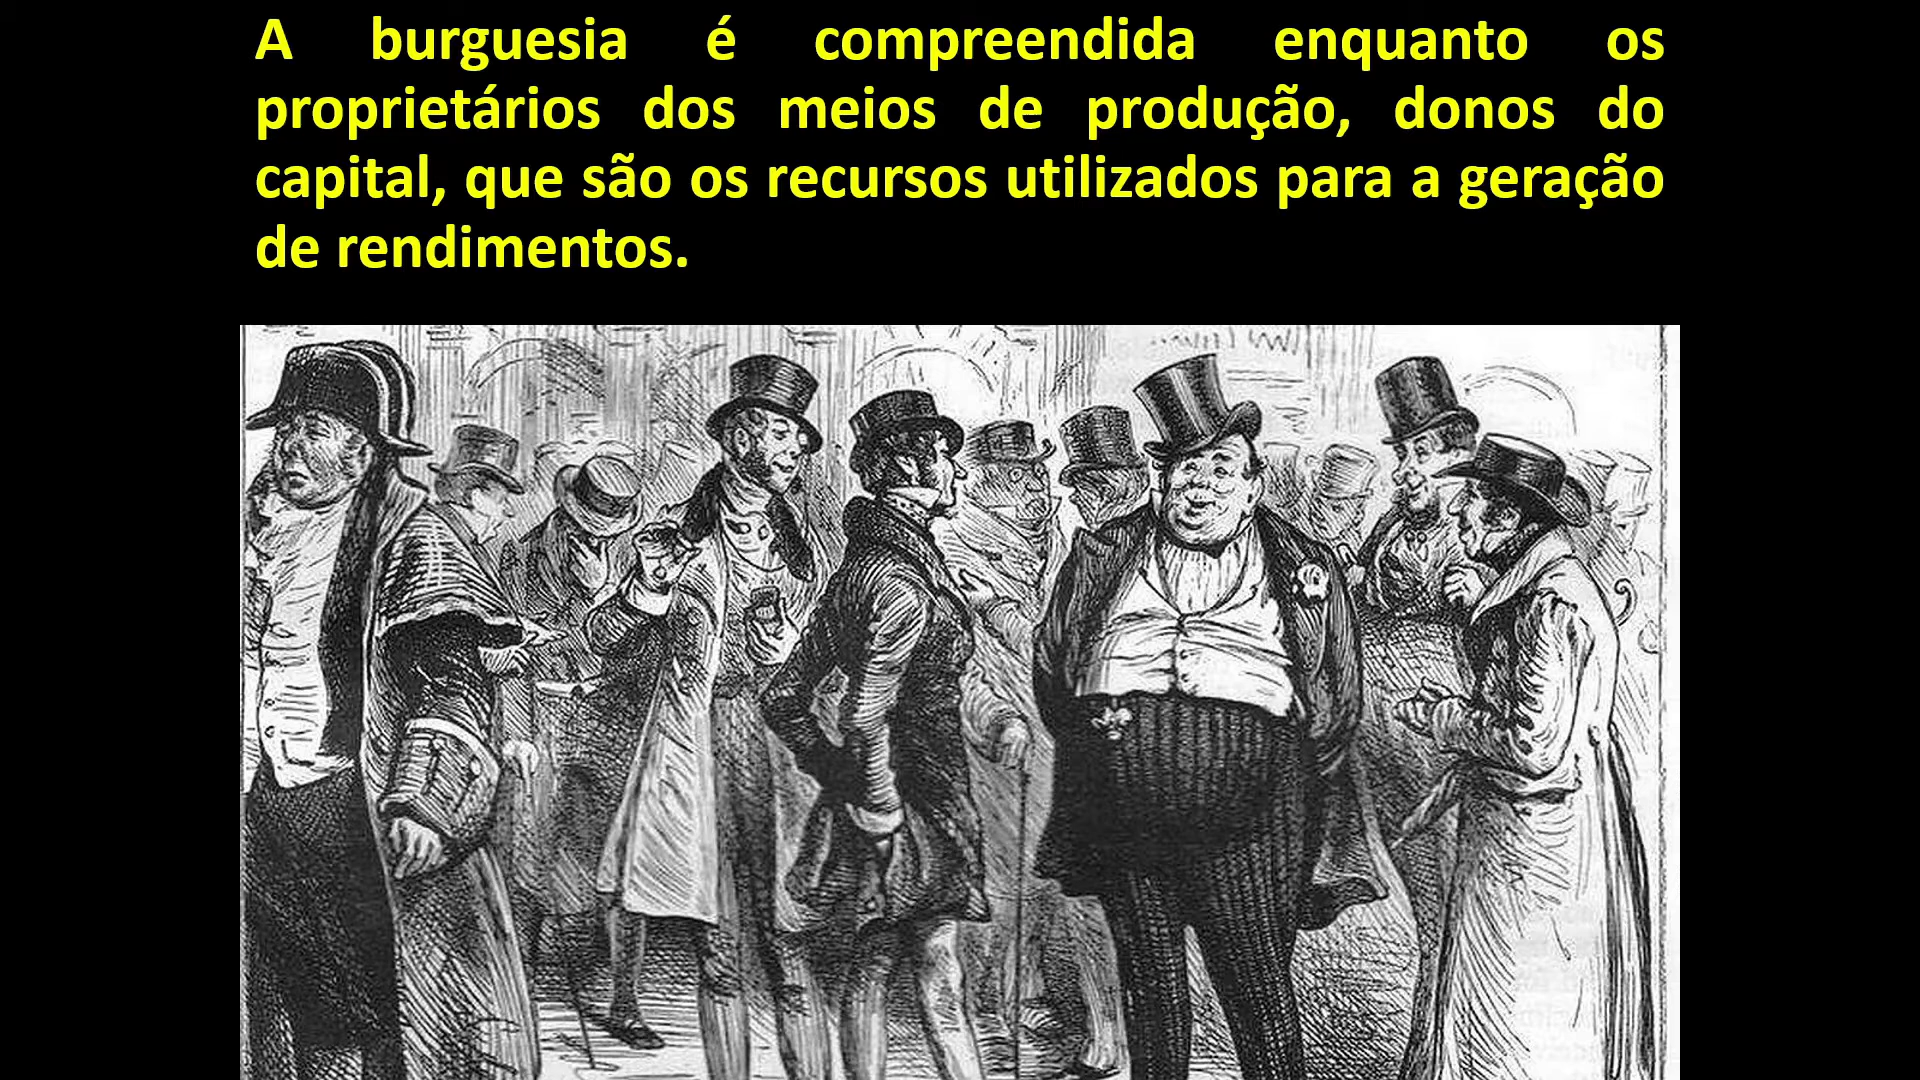 A burguesia é compreendida enquanto os
proprietários dos meios de produção, donos do
capital, que são os recursos utilizados para a geração
de rendimentos.